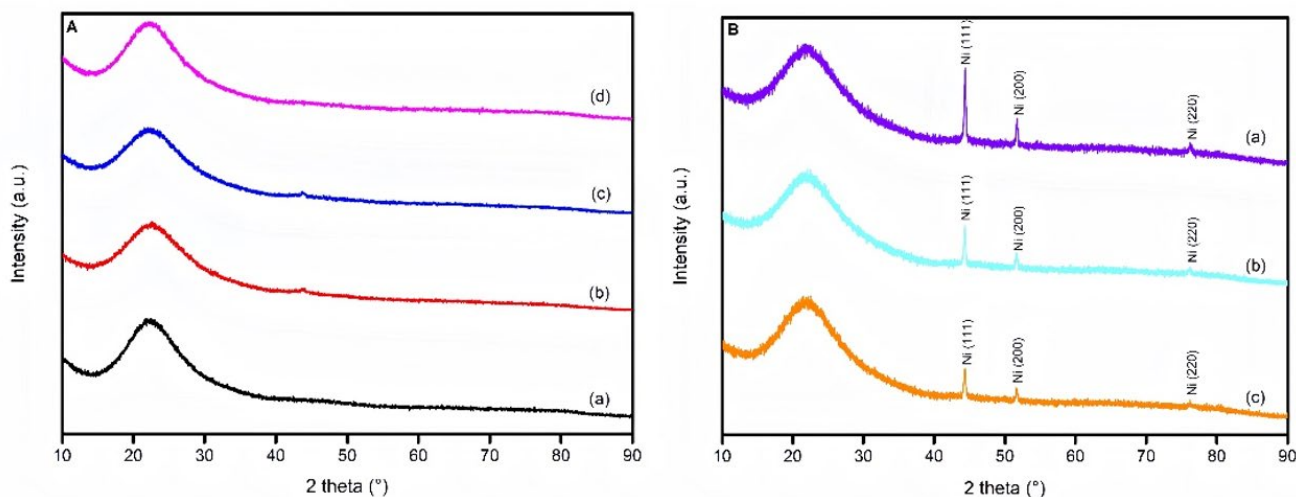 A
(d)
(c)
(b)
(a)
Intensity (a.u.)
10 20 30 40 50 60 70 80 90
2 theta (°)
B
Ni (111)
Ni (200)
Ni (220)
(a)
Ni (111)
Ni (200)
Ni (220)
(b)
Ni (111)
Ni (200)
Ni (220)
(c)
Intensity (a.u.)
10 20 30 40 50 60 70 80 90
2 theta (°)